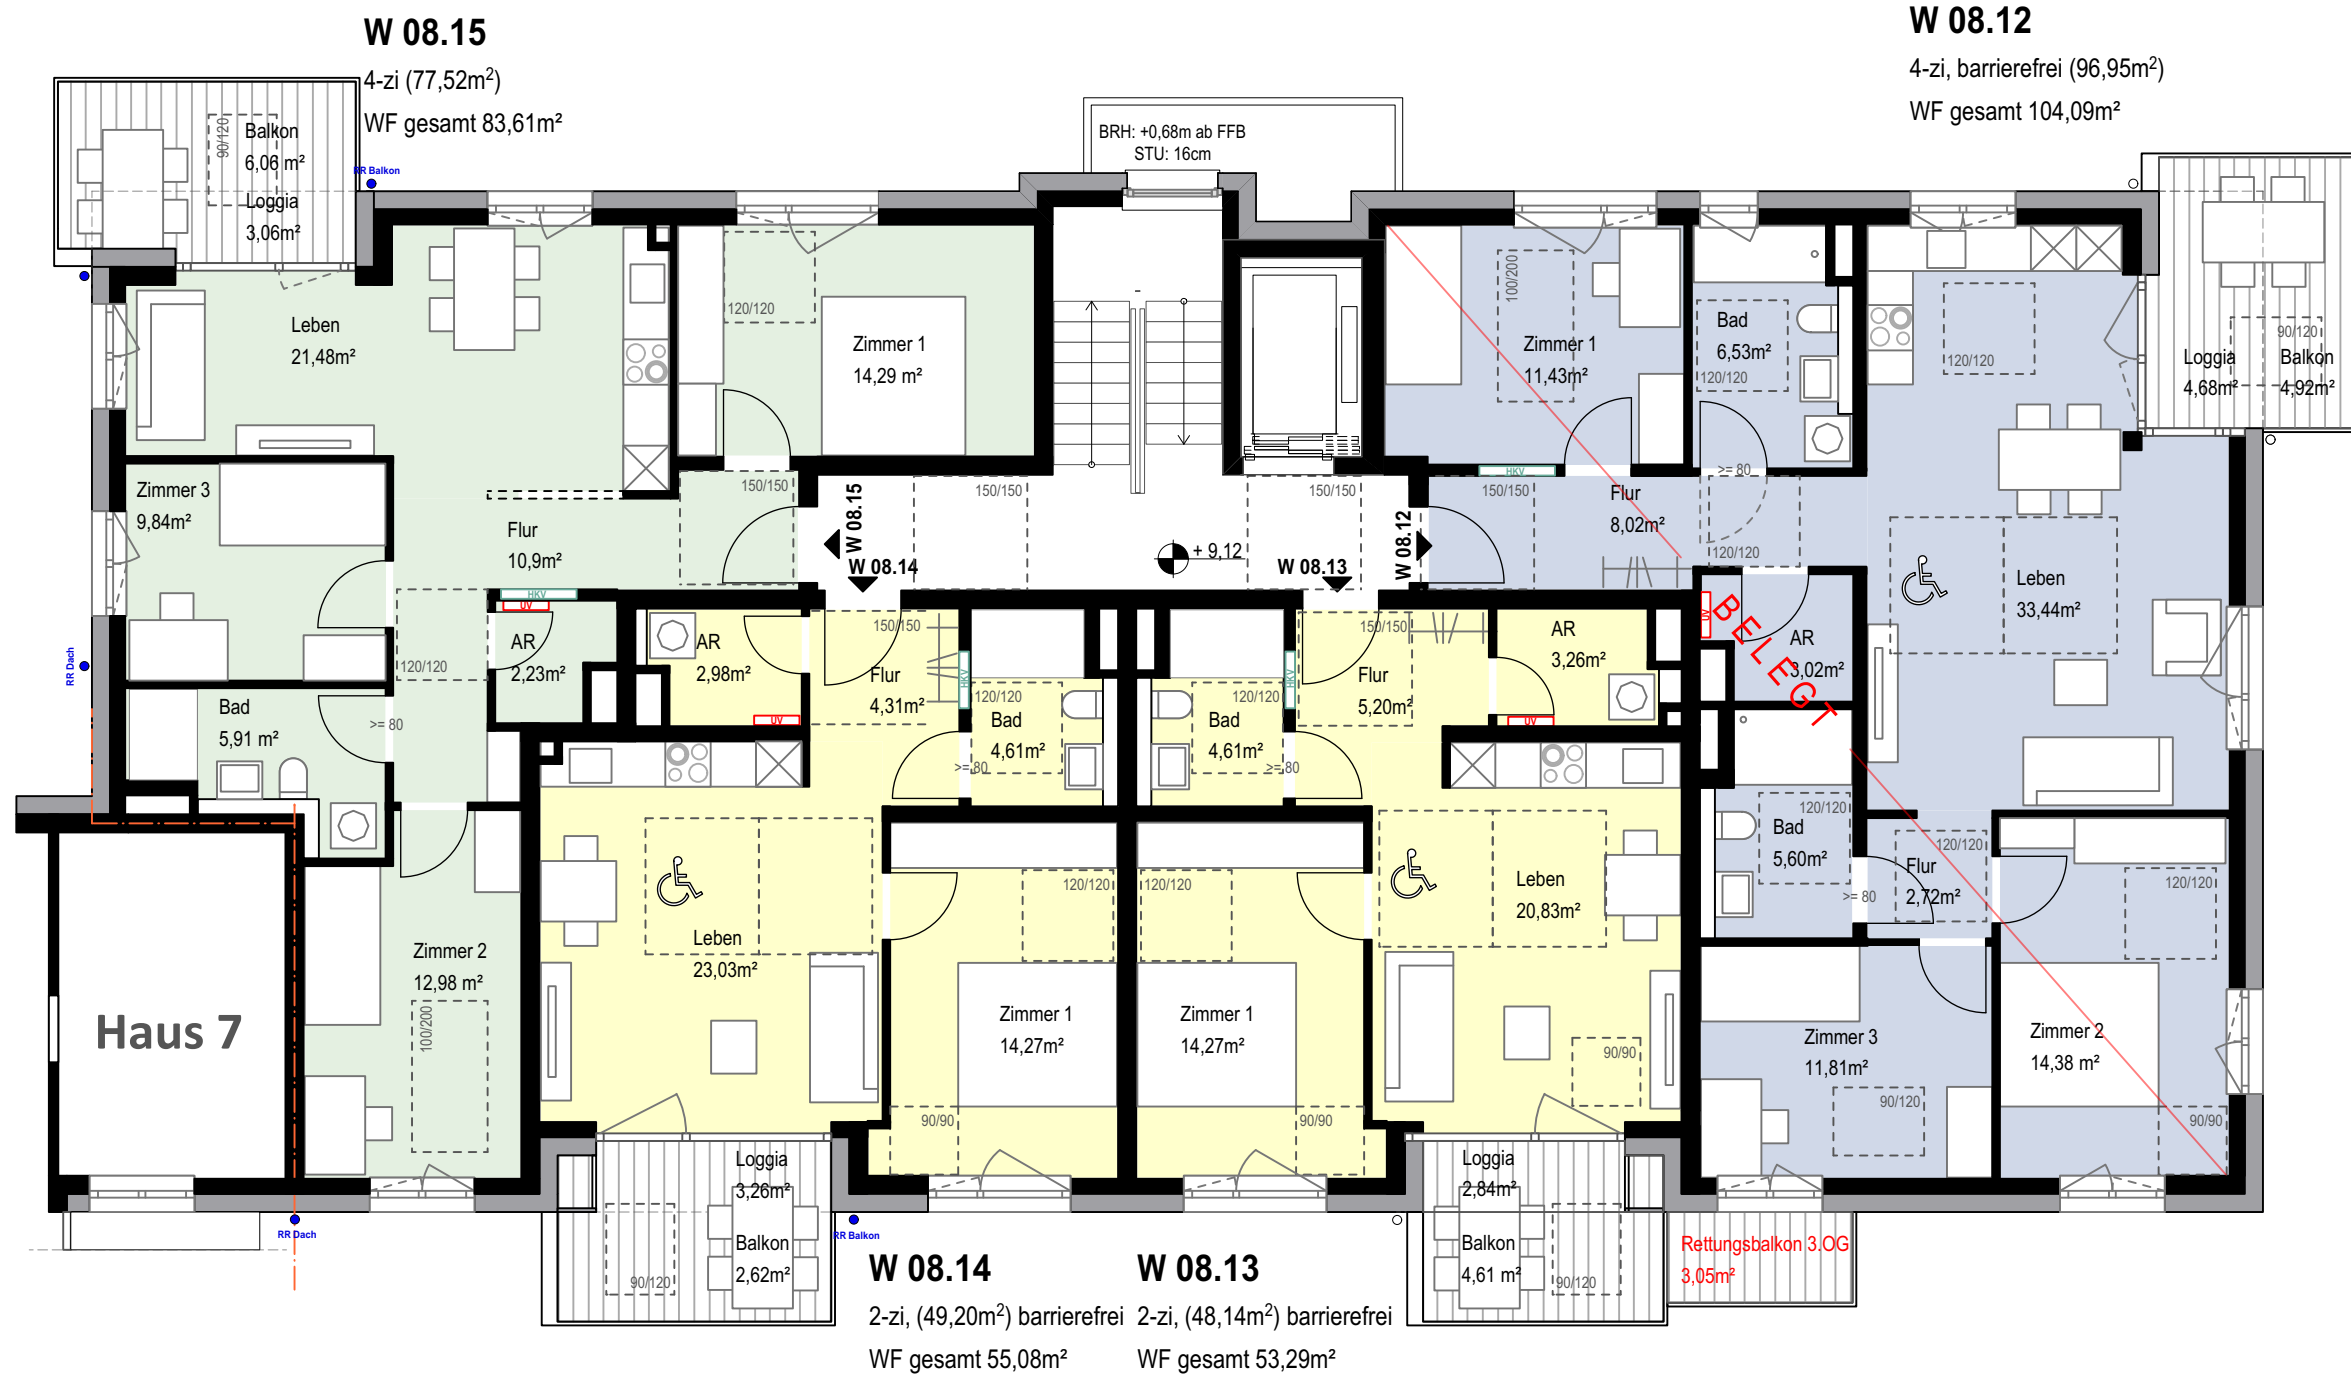 W 08.15
4-zi (77,52m²)
WF gesamt 83,61m²
W 08.12
4-zi, barrierefrei (96,95m²)
WF gesamt 104,09m²
BRH: +0,68m ab FFB
STU: 16cm
90/120
Balkon
6,06 m²
Loggia
3,06m²
RR Balkon
Leben
21,48m²
120/120
Zimmer 1
14,29 m²
100/200
Zimmer 1
11,43m²
Bad
6,53m²
120/120
120/120
90/120
Loggia
4,68m²
Balkon
4,92m²
Zimmer 3
9,84m²
Flur
10,9m²
150/150
W 08.15
150/150
W 08.14
+ 9,12
150/150
W 08.13
W 08.12
150/150
HKV
Flur
8,02m²
>= 80
120/120
Leben
33,44m²
RR Dach
120/120
HKV
UV
AR
2,23m²
AR
2,98m²
UV
150/150
Flur
4,31m²
HKV
120/120
Bad
4,61m²
>= 80
120/120
Bad
4,61m²
>= 80
HKV
150/150
Flur
5,20m²
AR
3,26m²
UV
UV
BELEGT
AR
3,02m²
Bad
5,91 m²
>= 80
120/120
Bad
5,60m²
>= 80
120/120
Flur
2,72m²
120/120
Haus 7
Zimmer 2
12,98 m²
100/200
Leben
23,03m²
120/120
Zimmer 1
14,27m²
90/90
120/120
Zimmer 1
14,27m²
90/90
Leben
20,83m²
90/90
Zimmer 3
11,81m²
90/120
Zimmer 2
14,38 m²
90/90
RR Dach
Loggia
3,26m²
Balkon
2,62m²
90/120
RR Balkon
Loggia
2,84m²
Balkon
4,61 m²
90/120
Rettungsbalkon 3.OG
3,05m²
W 08.14
2-zi, (49,20m²) barrierefrei
WF gesamt 55,08m²
W 08.13
2-zi, (48,14m²) barrierefrei
WF gesamt 53,29m²